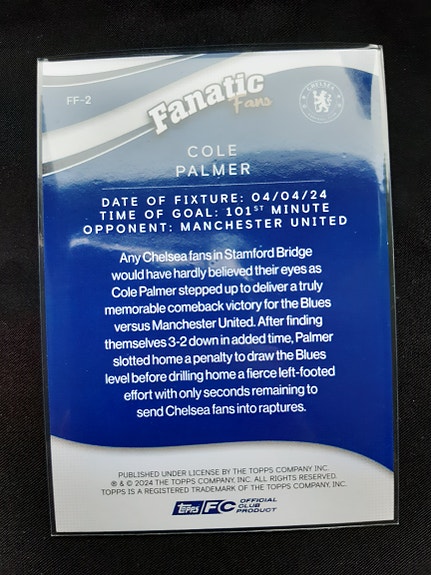 FF-2
Fanatic
Fans
CHELSEA
COLE
PALMER
DATE OF FIXTURE: 04/04/24
TIME OF GOAL: 101ST MINUTE
OPPONENT: MANCHESTER UNITED
Any Chelsea fans in Stamford Bridge
would have hardly believed their eyes as
Cole Palmer stepped up to deliver a truly
memorable comeback victory for the Blues
versus Manchester United. After finding
themselves 3-2 down in added time, Palmer
slotted home a penalty to draw the Blues
level before drilling home a fierce left-footed
effort with only seconds remaining to
send Chelsea fans into raptures.
PUBLISHED UNDER LICENSE BY THE TOPPS COMPANY INC.
® & © 2024 THE TOPPS COMPANY, INC. ALL RIGHTS RESERVED.
TOPPS IS A REGISTERED TRADEMARK OF THE TOPPS COMPANY, INC.
topps FC OFFICIAL
CLUB
PRODUCT